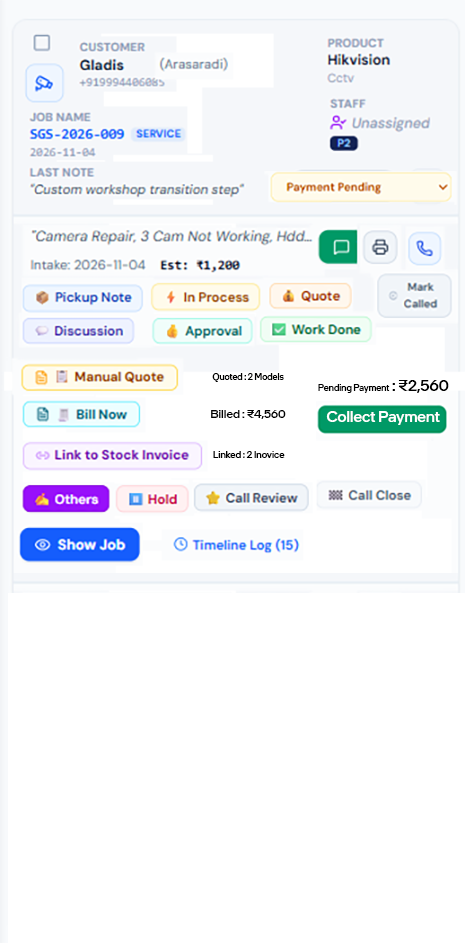 CUSTOMER
Gladis (Arasaradi)
+919994406085
PRODUCT
Hikvision
Cctv
STAFF
Unassigned
P2
JOB NAME
SGS-2026-009 SERVICE
2026-11-04
LAST NOTE
"Custom workshop transition step"
Payment Pending
"Camera Repair, 3 Cam Not Working, Hdd...
Intake: 2026-11-04 Est: ₹1,200
Pickup Note In Process Quote
Mark
Called
Discussion Approval Work Done
Manual Quote Quoted : 2 Models
Pending Payment : ₹2,560
Bill Now Billed : ₹4,560 Collect Payment
Link to Stock Invoice Linked : 2 Inovice
Others Hold Call Review Call Close
Show Job Timeline Log (15)